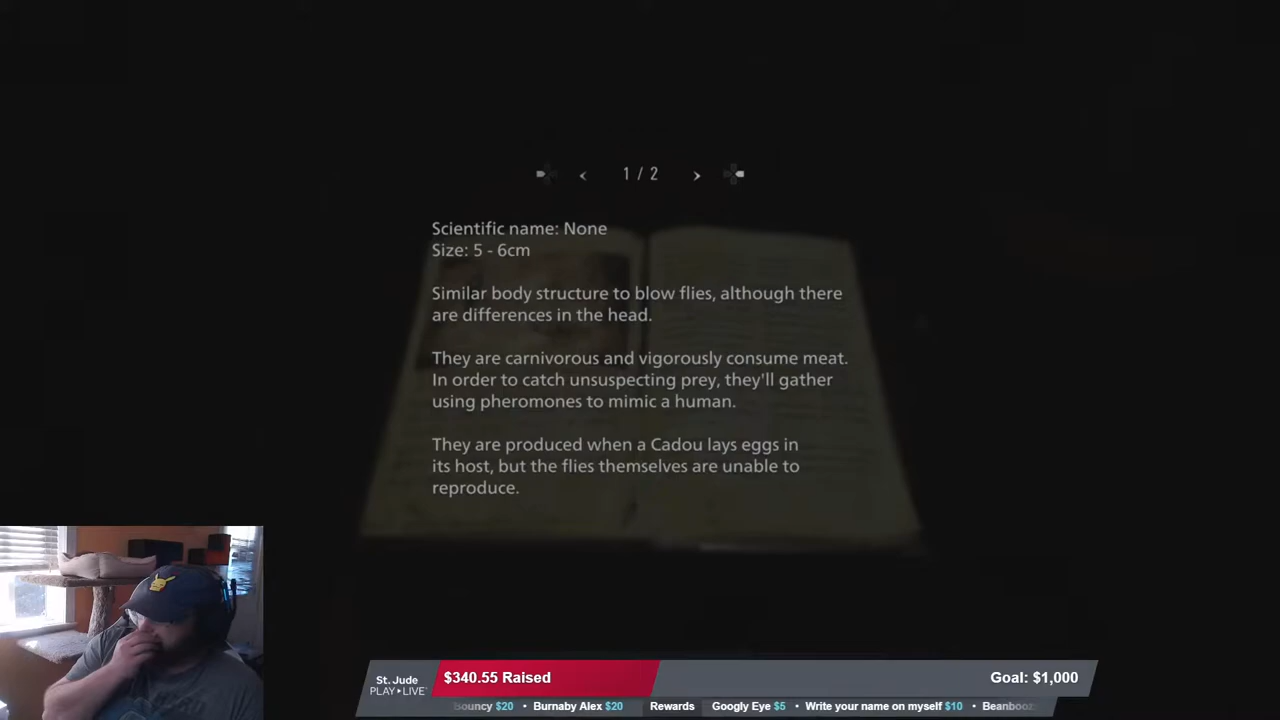 1 / 2
Scientific name: None
Size: 5 - 6cm
Similar body structure to blow flies, although there
are differences in the head.
They are carnivorous and vigorously consume meat.
In order to catch unsuspecting prey, they'll gather
using pheromones to mimic a human.
They are produced when a Cadou lays eggs in
its host, but the flies themselves are unable to
reproduce.
St. Jude
PLAY LIVE
$340.55 Raised
Goal: $1,000
Bouncy $20 • Burnaby Alex $20 Rewards Googly Eye $5 • Write your name on myself $10 • Beanbooz